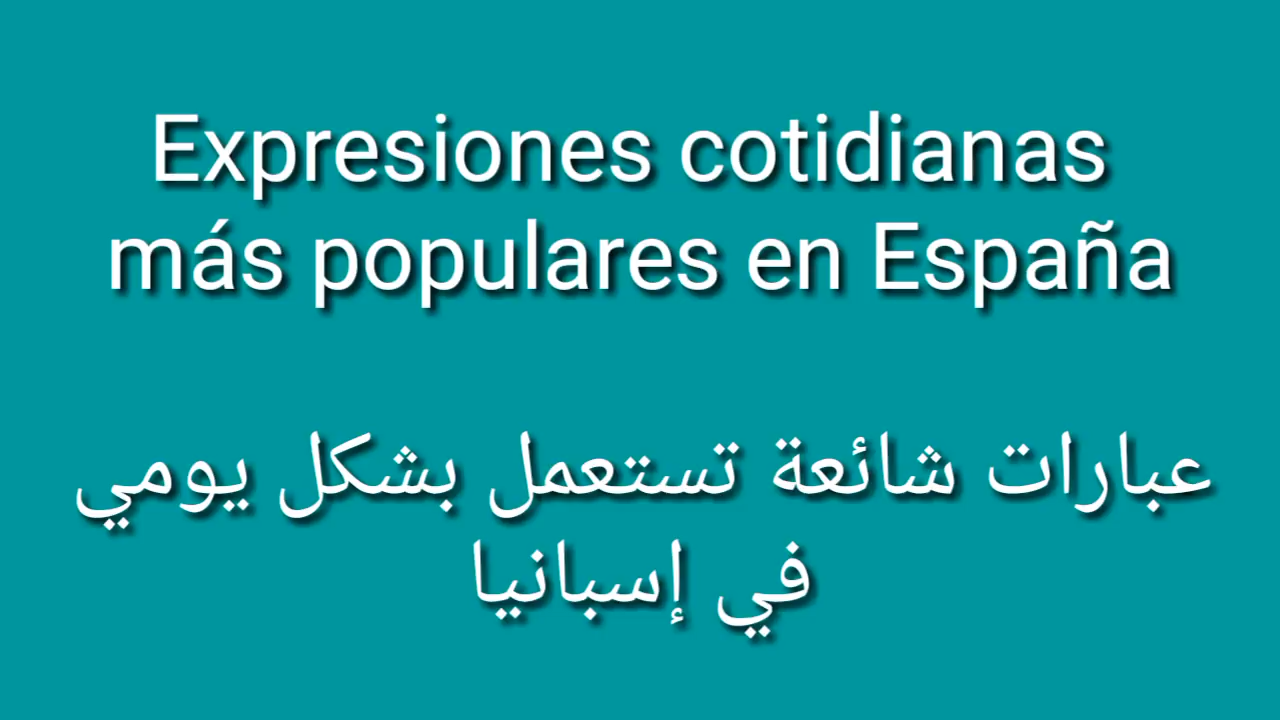 Expresiones cotidianas
más populares en España
عبارات شائعة تستعمل بشكل يومي
في إسبانيا